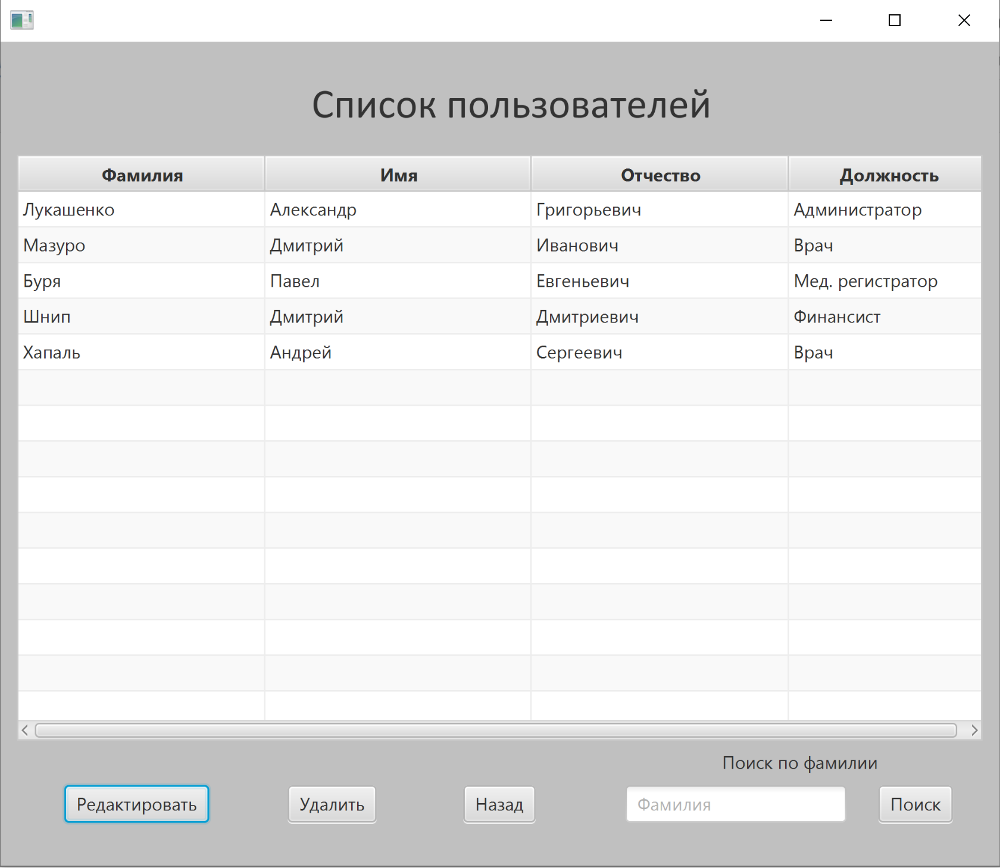 Список пользователей
Фамилия Имя Отчество Должность
Лукашенко Александр Григорьевич Администратор
Мазуро Дмитрий Иванович Врач
Буря Павел Евгеньевич Мед. регистратор
Шнип Дмитрий Дмитриевич Финансист
Хапаль Андрей Сергеевич Врач
Поиск по фамилии
Редактировать Удалить Назад Фамилия Поиск